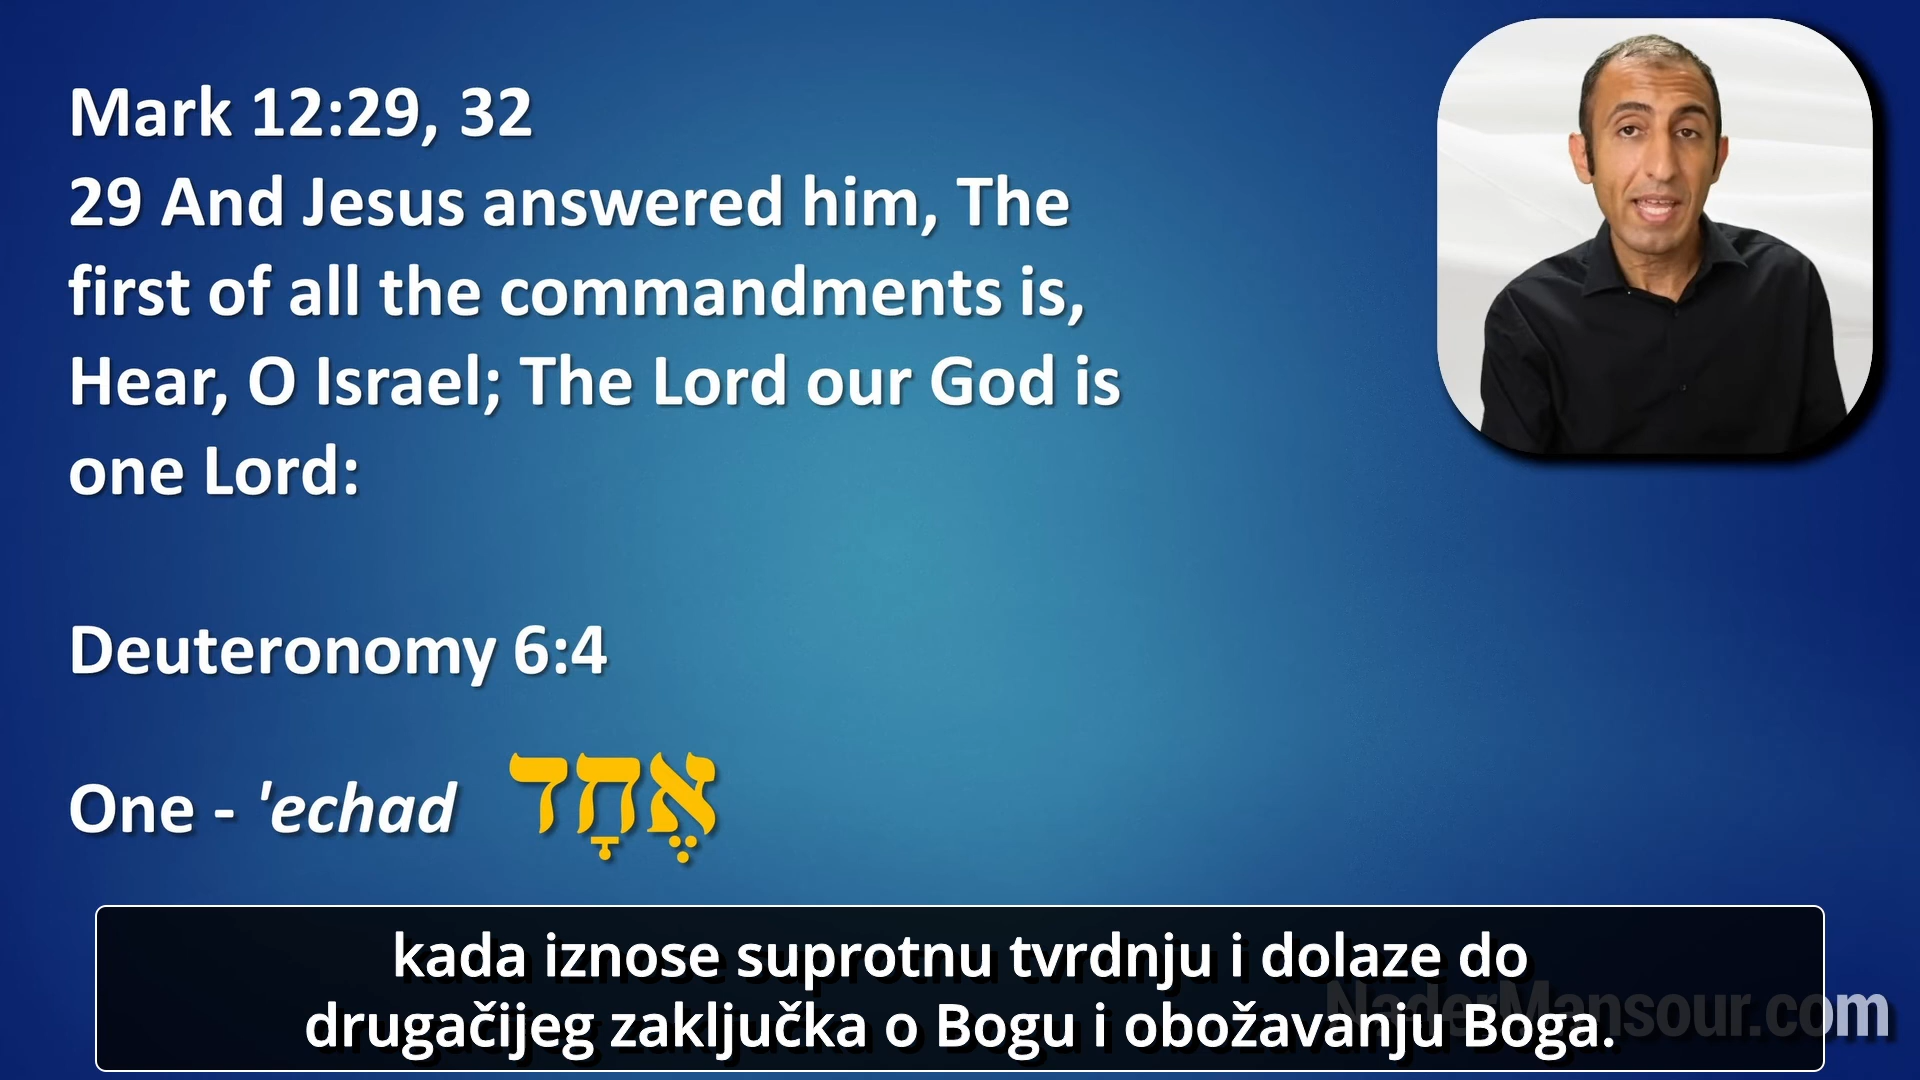 Mark 12:29, 32
29 And Jesus answered him, The
first of all the commandments is,
Hear, O Israel; The Lord our God is
one Lord:
Deuteronomy 6:4
One - 'echad אֶחָד
kada iznose suprotnu tvrdnju i dolaze do
drugačijeg zaključka o Bogu i obožavanju Boga.
NaderMansour.com